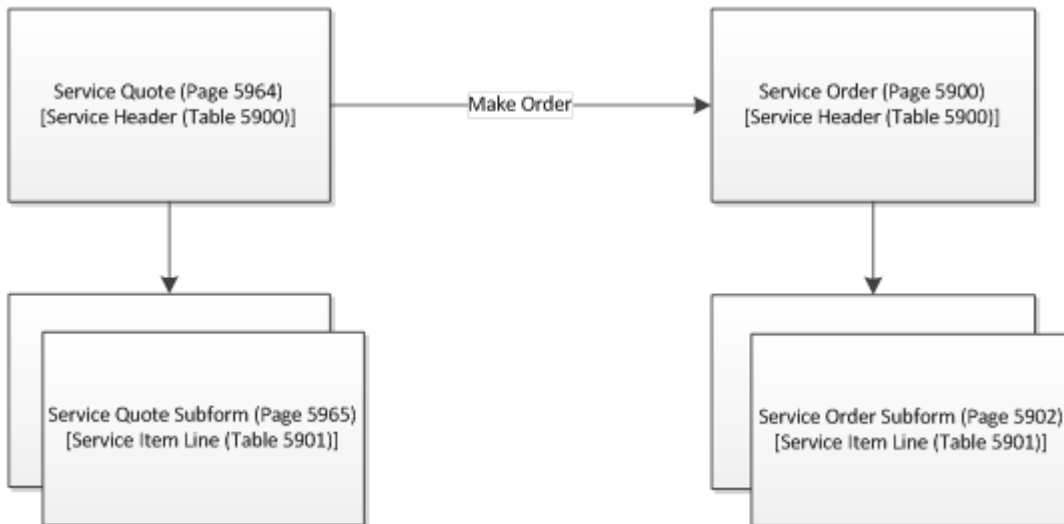 Service Quote (Page 5964)
[Service Header (Table 5900)]
Make Order
Service Order (Page 5900)
[Service Header (Table 5900)]
Service Quote Subform (Page 5965)
[Service Item Line (Table 5901)]
Service Order Subform (Page 5902)
[Service Item Line (Table 5901)]